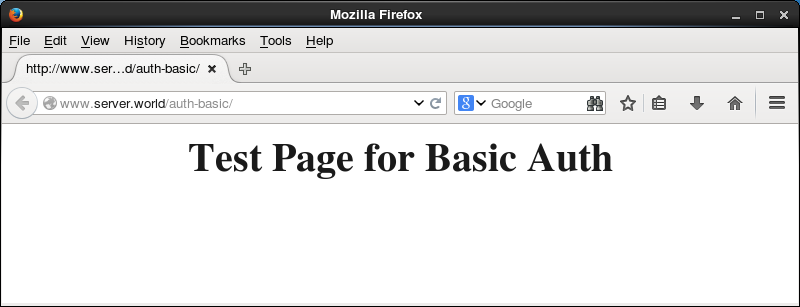 Mozilla Firefox
File Edit View History Bookmarks Tools Help
http://www.ser...d/auth-basic/
www.server.world/auth-basic/ Google
Test Page for Basic Auth